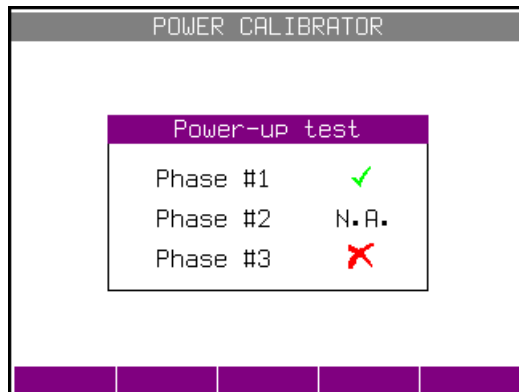 POWER CALIBRATOR
Power-up test
Phase #1 ✓
Phase #2 N.A.
Phase #3 ✗